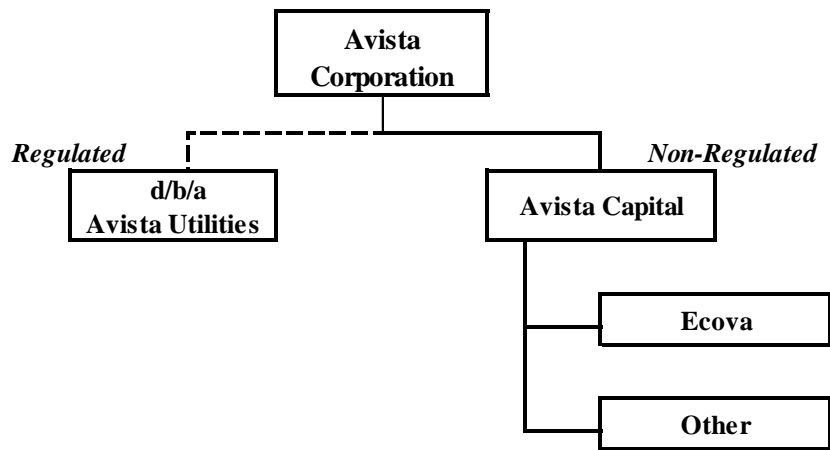 Avista
Corporation
Regulated
Non-Regulated
d/b/a
Avista Utilities
Avista Capital
Ecova
Other